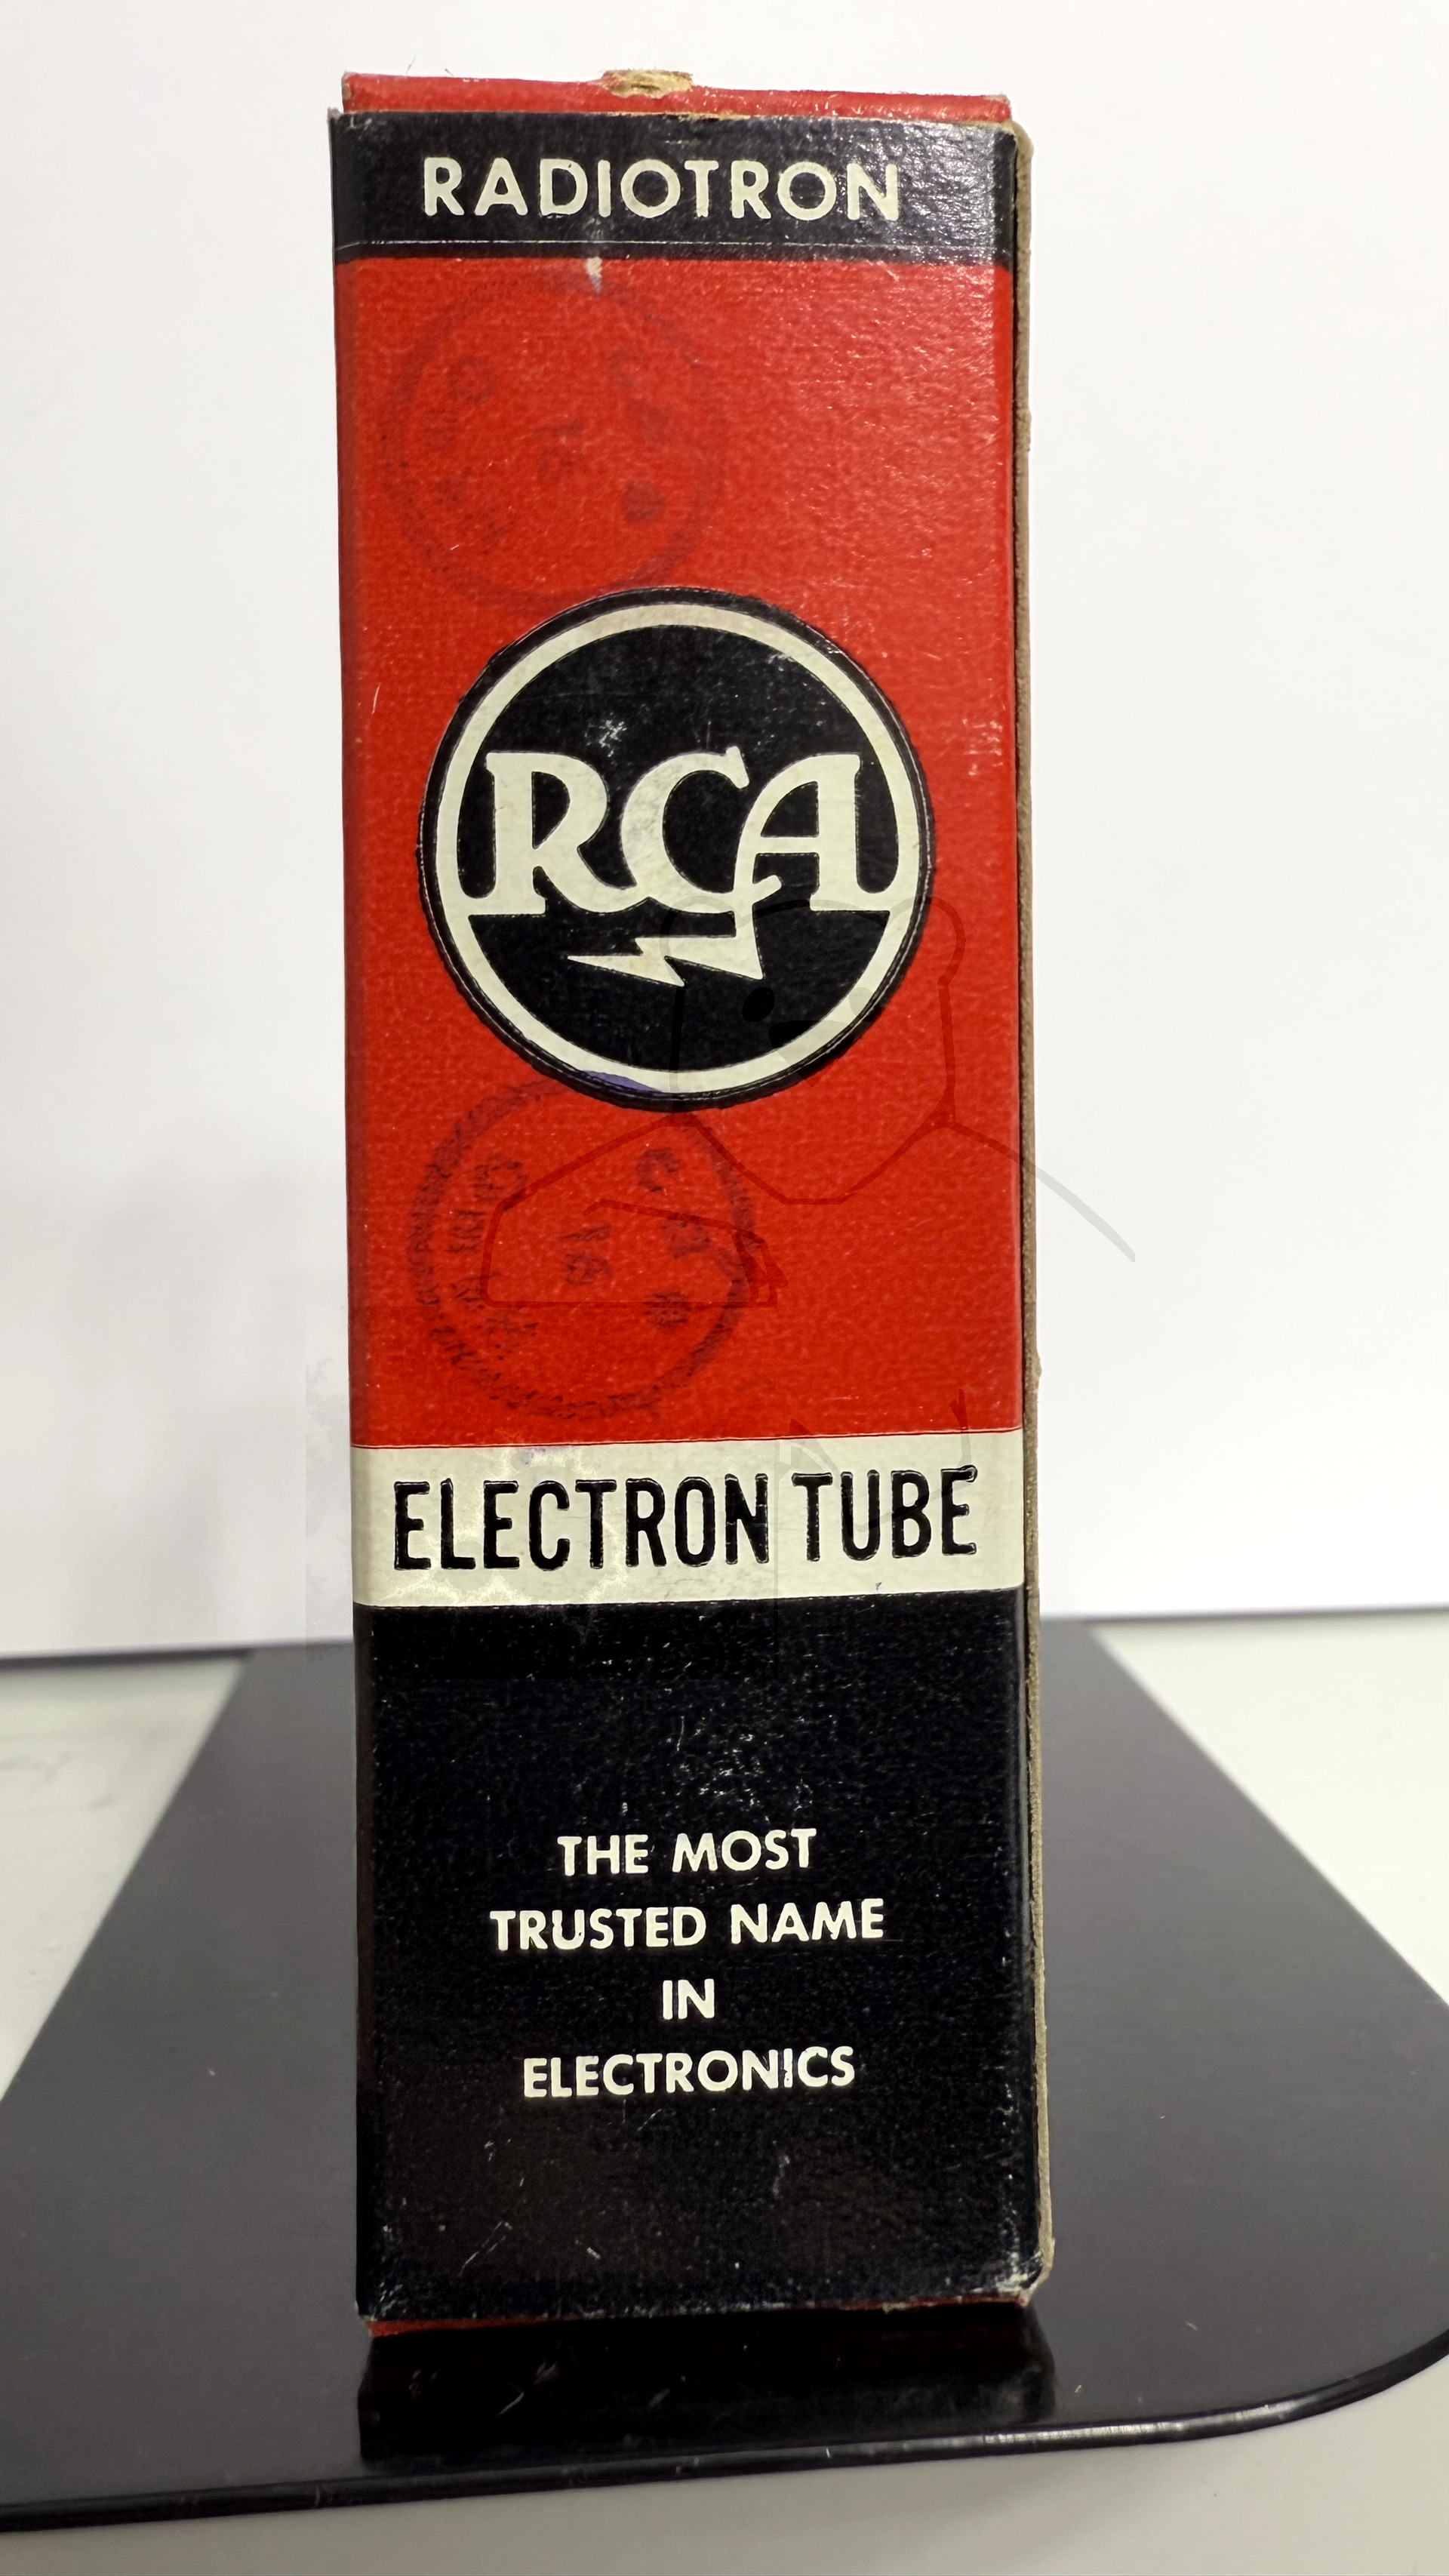 RADIOTRON
RCA
ELECTRON TUBE
THE MOST
TRUSTED NAME
IN
ELECTRONICS